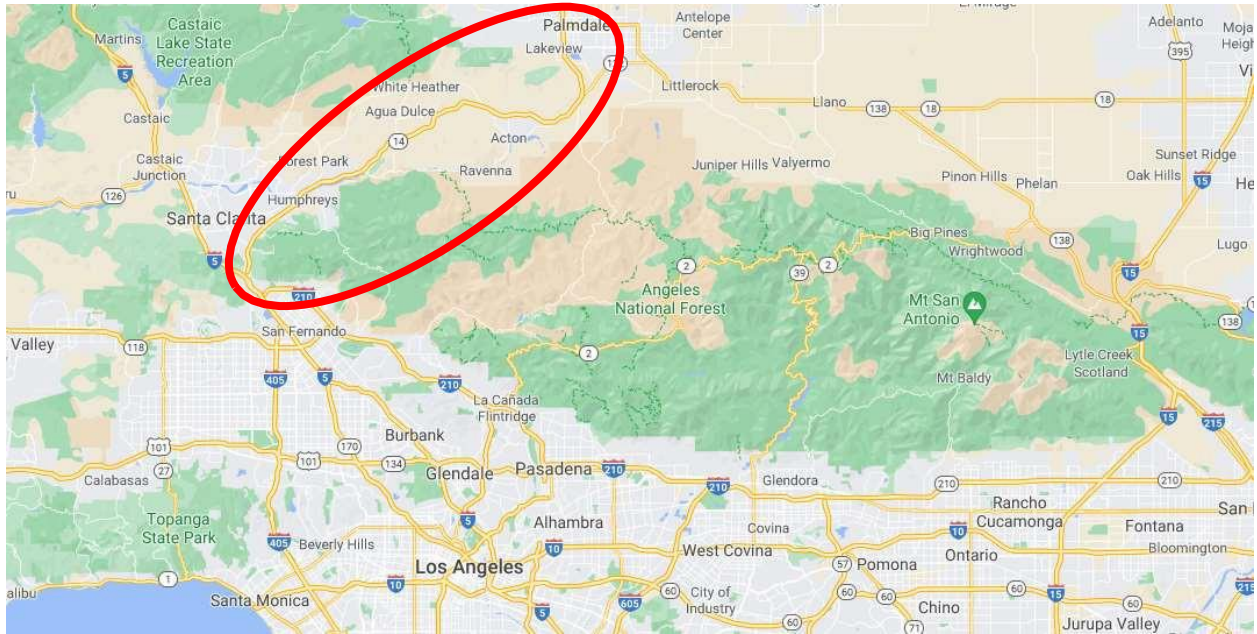 Castaic
Lake State
Recreation
Area
Martins
5
Palmdale
Antelope
Center
Adelanto
395
Lakeview
Littlerock
White Heather
Agua Dulce
Llano
138
18
18
Castaic
14
Acton
Castaic
Junction
Forest Park
Ravenna
Juniper Hills
Valyermo
Sunset Ridge
Oak Hills
15
Pinon Hills
Phelan
126
Humphreys
Santa Clarita
138
Lugo
Big Pines
Wrightwood
5
2
39
2
15
210
Angeles
National Forest
Mt San
Antonio
138
San Fernando
Valley
118
2
15
Lytle Creek
Scotland
405
5
210
Mt Baldy
La Cañada
Flintridge
15
215
101
27
Calabasas
170
101
Burbank
134
Glendale
Pasadena
210
210
Glendora
210
210
Rancho
Cucamonga
Topanga
State Park
5
Alhambra
Covina
10
Fontana
405
Beverly Hills
10
West Covina
Ontario
Bloomington
1
Los Angeles
57
Pomona
10
10
Santa Monica
60
City of
Industry
60
60
15
60
215
5
605
Chino
60
71
Jurupa Valley